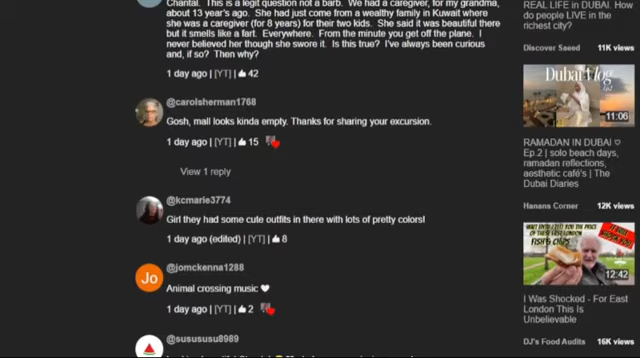 Chantal. This is a legit question not a barb. We had a caregiver, for my grandma,
about 13 year's ago. She had just come from a wealthy family in Kuwait where
she was a caregiver (for 8 years) for their two kids. She said it was beautiful there
but it smells like a fart. Everywhere. From the minute you get off the plane. I
never believed her though she swore it. Is this true? I've always been curious
and, if so? Then why?
1 day ago | [YT] | 42
@carolsherman1768
Gosh, mall looks kinda empty. Thanks for sharing your excursion.
1 day ago | [YT] | 15
View 1 reply
@kcmarie3774
Girl they had some cute outfits in there with lots of pretty colors!
1 day ago (edited) | [YT] | 8
Jo
@jomckenna1288
Animal crossing music
1 day ago | [YT] | 2
@susususu8989
REAL LIFE in DUBAI. How
do people LIVE in the
richest city?
Discover Saeed 11K views
Dubai Vlog
11:06
RAMADAN IN DUBAI ♡
Ep.2 | solo beach days,
ramadan reflections,
aesthetic café's | The
Dubai Diaries
Hanans Corner 12K views
FISH & CHIPS
12:42
I Was Shocked - For East
London This Is
Unbelievable
DJ's Food Audits 16K views